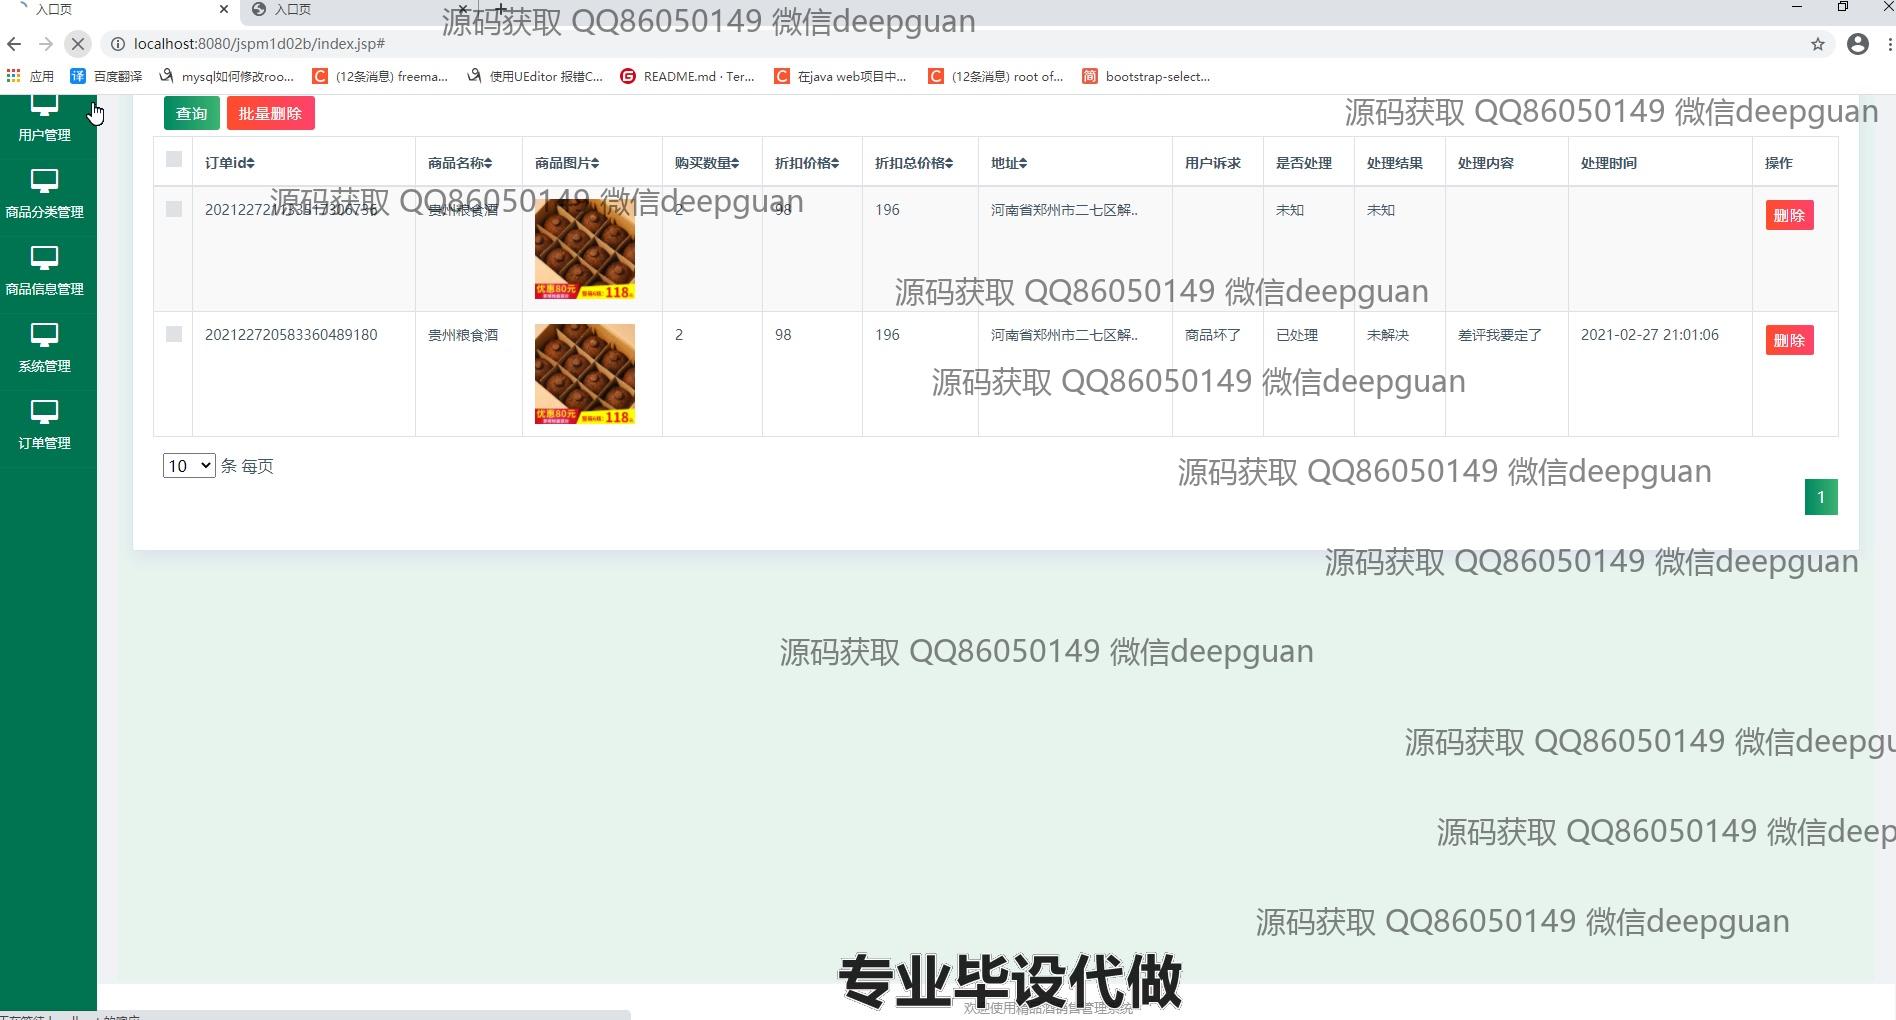 入口页
入口页
源码获取 QQ86050149 微信deepguan
localhost:8080/jspm1d02b/index.jsp#
应用 百度翻译 mysql如何修改roo... (12条消息) freema... 使用UEditor 报错C... README.md · Ter... 在java web项目中... (12条消息) root of... bootstrap-select...
用户管理
商品分类管理
商品信息管理
系统管理
订单管理
查询 批量删除
源码获取 QQ86050149 微信deepguan
订单id 商品名称 商品图片 购买数量 折扣价格 折扣总价格 地址 用户诉求 是否处理 处理结果 处理内容 处理时间 操作
源码获取 QQ86050149 微信deepguan
贵州粮食酒 2 98 196 河南省郑州市二七区解.. 未知 未知 删除
优惠80元 118
源码获取 QQ86050149 微信deepguan
202122720583360489180 贵州粮食酒 2 98 196 河南省郑州市二七区解.. 商品坏了 已处理 未解决 差评我要定了 2021-02-27 21:01:06 删除
优惠80元 118
源码获取 QQ86050149 微信deepguan
10 条 每页
源码获取 QQ86050149 微信deepguan
1
源码获取 QQ86050149 微信deepguan
源码获取 QQ86050149 微信deepguan
源码获取 QQ86050149 微信deepgu
源码获取 QQ86050149 微信deep
源码获取 QQ86050149 微信deepguan
专业毕设代做
欢迎使用精品酒销售管理系统